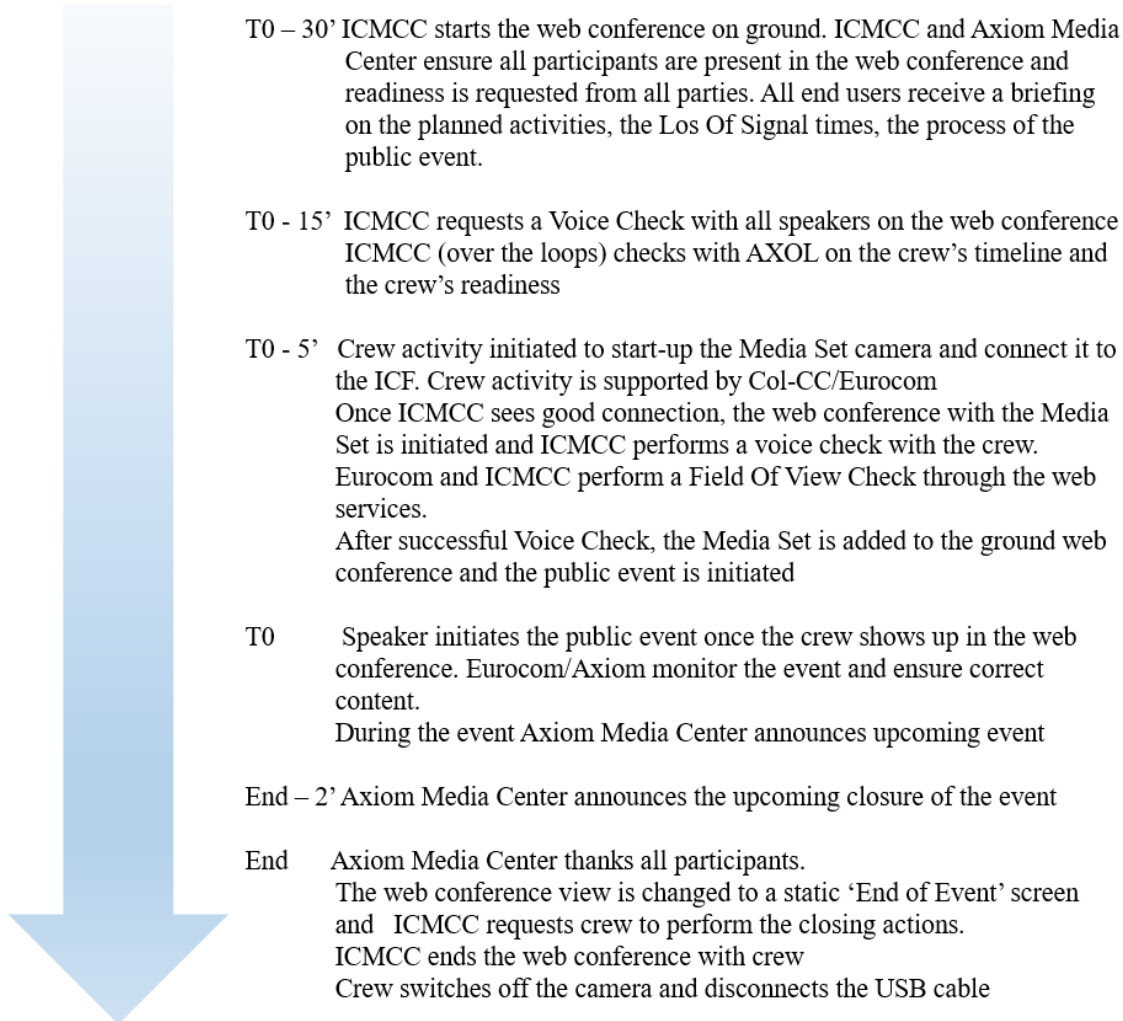 T0 – 30’ ICMCC starts the web conference on ground. ICMCC and Axiom Media
Center ensure all participants are present in the web conference and
readiness is requested from all parties. All end users receive a briefing
on the planned activities, the Los Of Signal times, the process of the
public event.
T0 - 15’ ICMCC requests a Voice Check with all speakers on the web conference
ICMCC (over the loops) checks with AXOL on the crew’s timeline and
the crew’s readiness
T0 - 5’ Crew activity initiated to start-up the Media Set camera and connect it to
the ICF. Crew activity is supported by Col-CC/Eurocom
Once ICMCC sees good connection, the web conference with the Media
Set is initiated and ICMCC performs a voice check with the crew.
Eurocom and ICMCC perform a Field Of View Check through the web
services.
After successful Voice Check, the Media Set is added to the ground web
conference and the public event is initiated
T0 Speaker initiates the public event once the crew shows up in the web
conference. Eurocom/Axiom monitor the event and ensure correct
content.
During the event Axiom Media Center announces upcoming event
End – 2’ Axiom Media Center announces the upcoming closure of the event
End Axiom Media Center thanks all participants.
The web conference view is changed to a static ‘End of Event’ screen
and ICMCC requests crew to perform the closing actions.
ICMCC ends the web conference with crew
Crew switches off the camera and disconnects the USB cable